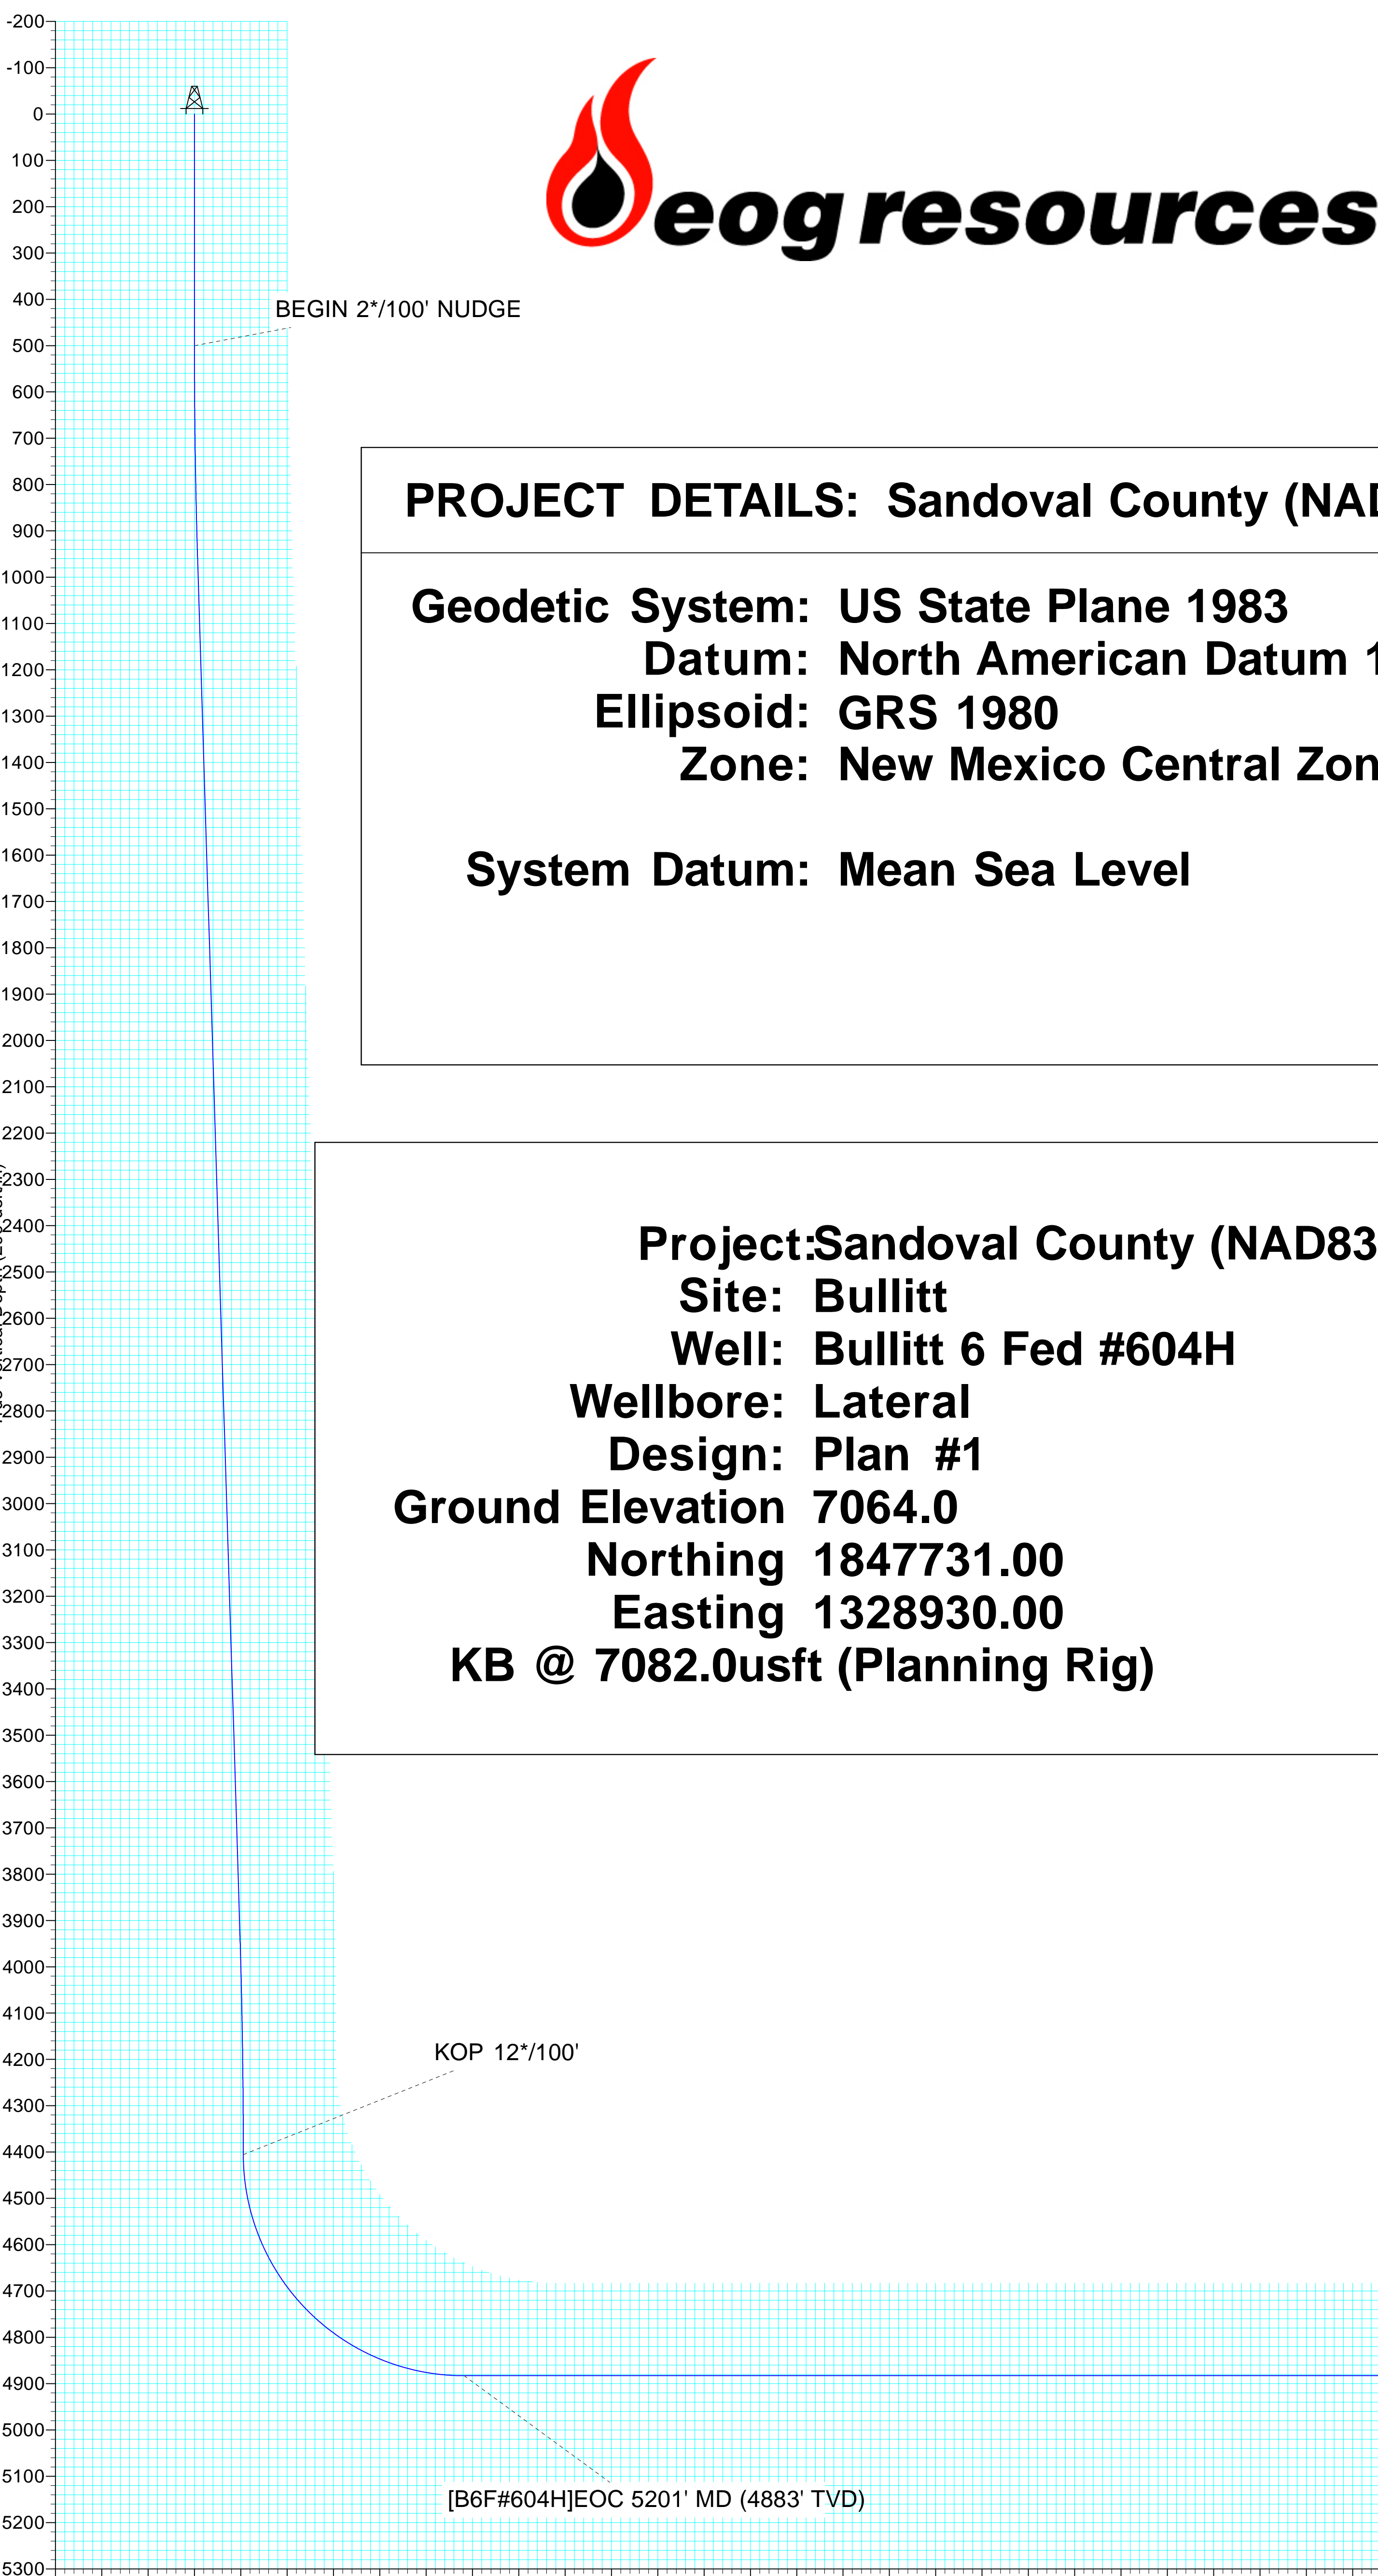 -200
-100
0
eog resources
100
200
300
400
BEGIN 2*/100' NUDGE
500
600
700
800
PROJECT DETAILS: Sandoval County
900
1000
Geodetic System: US State Plane 1983
1100
Datum: North American Datum
1200
1300
Ellipsoid: GRS 1980
1400
Zone: New Mexico Central
1500
1600
System Datum: Mean Sea Level
1700
1800
1900
2000
2100
2200
2300
2400
Project: Sandoval County (NAD83
2500
Site: Bullitt
2600
2700
Well: Bullitt 6 Fed #604H
2800
Wellbore: Lateral
2900
Design: Plan #1
3000
Ground Elevation 7064.0
3100
Northing 1847731.00
3200
Easting 1328930.00
3300
KB @ 7082.0usft (Planning Rig)
3400
3500
3600
3700
3800
3900
4000
4100
4200
KOP 12*/100'
4300
4400
4500
4600
4700
4800
4900
5000
5100
[B6F#604H]EOC 5201' MD (4883' TVD)
5200
5300